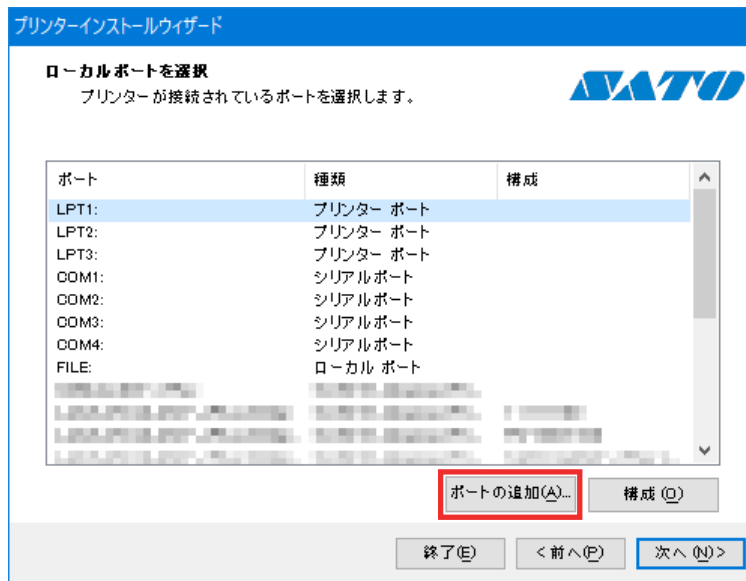 プリンターインストールウィザード
ローカルポートを選択
プリンターが接続されているポートを選択します。
SATO
ポート 種類 構成
LPT1: プリンター ポート
LPT2: プリンター ポート
LPT3: プリンター ポート
COM1: シリアルポート
COM2: シリアルポート
COM3: シリアルポート
COM4: シリアルポート
FILE: ローカル ポート
ポートの追加(A)... 構成(O)
終了(E) <前へ(P) 次へ(N)>